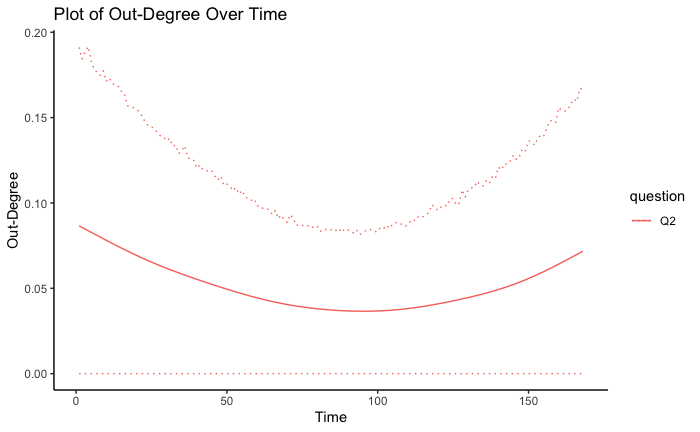 Plot of Out-Degree Over Time
0.20
0.15
0.10
0.05
0.00
Out-Degree
0 50 100 150
Time
question
Q2